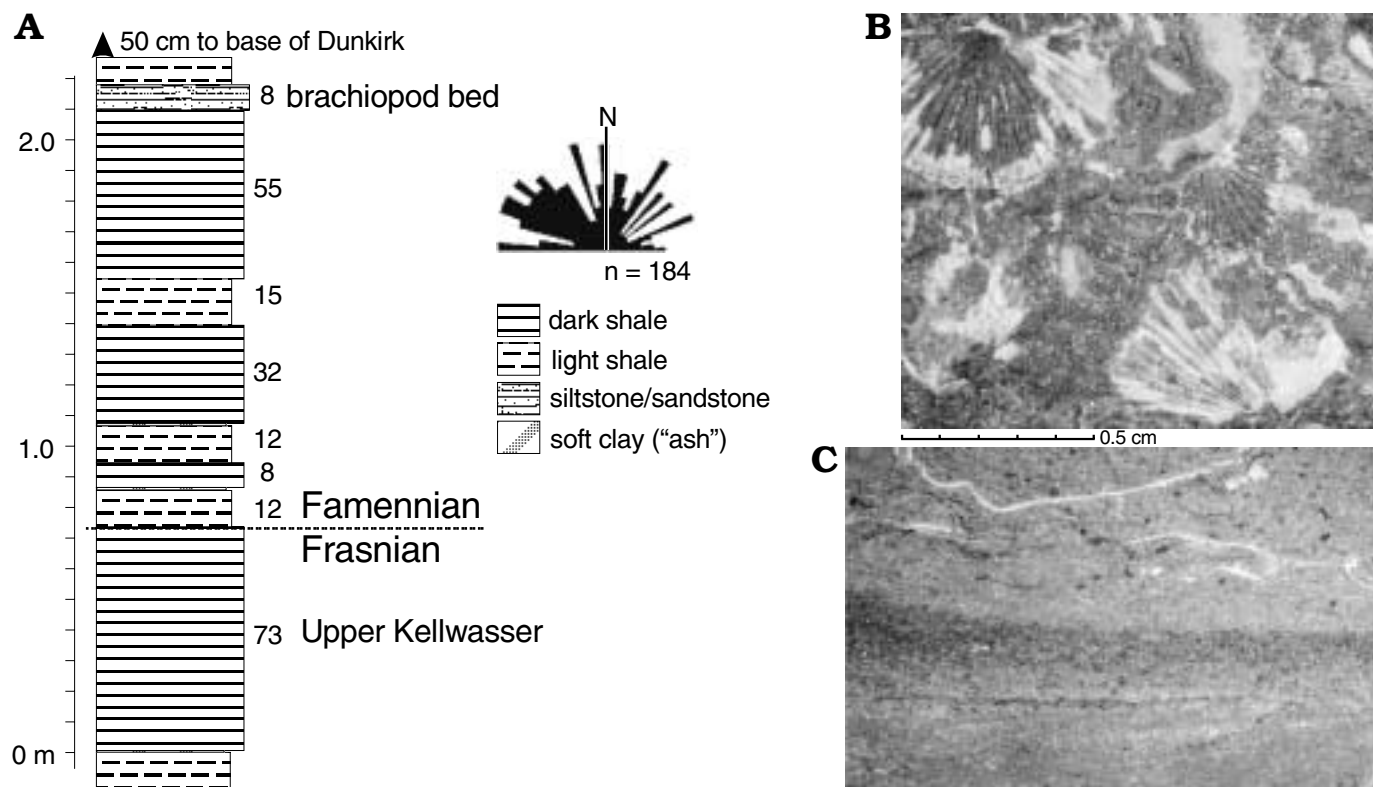 A
50 cm to base of Dunkirk
8 brachiopod bed
2.0
55
15
32
12
1.0
8
12 Famennian
Frasnian
73 Upper Kellwasser
0 m
N
n = 184
dark shale
light shale
siltstone/sandstone
soft clay (“ash”)
B
0.5 cm
C